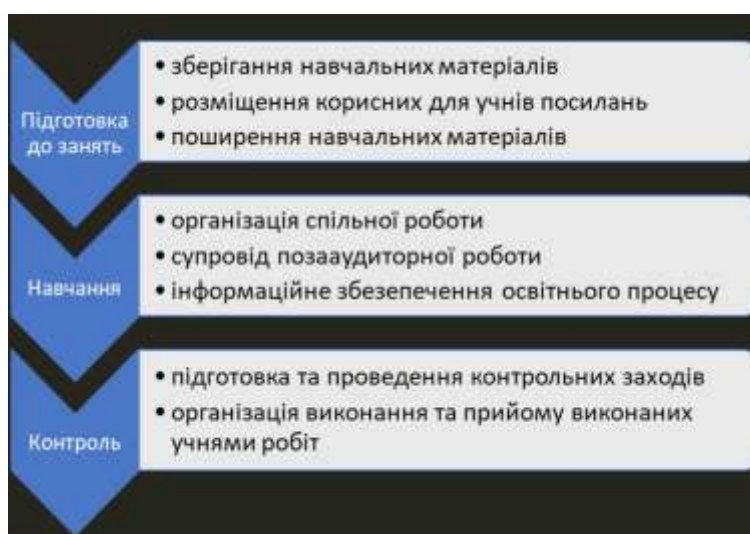 Підготовка
до занять
• зберігання навчальних матеріалів
• розміщення корисних для учнів посилань
• поширення навчальних матеріалів
Навчання
• організація спільної роботи
• супровід позааудиторної роботи
• інформаційне збезепечення освітнього процесу
Контроль
• підготовка та проведення контрольних заходів
• організація виконання та прийому виконаних
учнями робіт